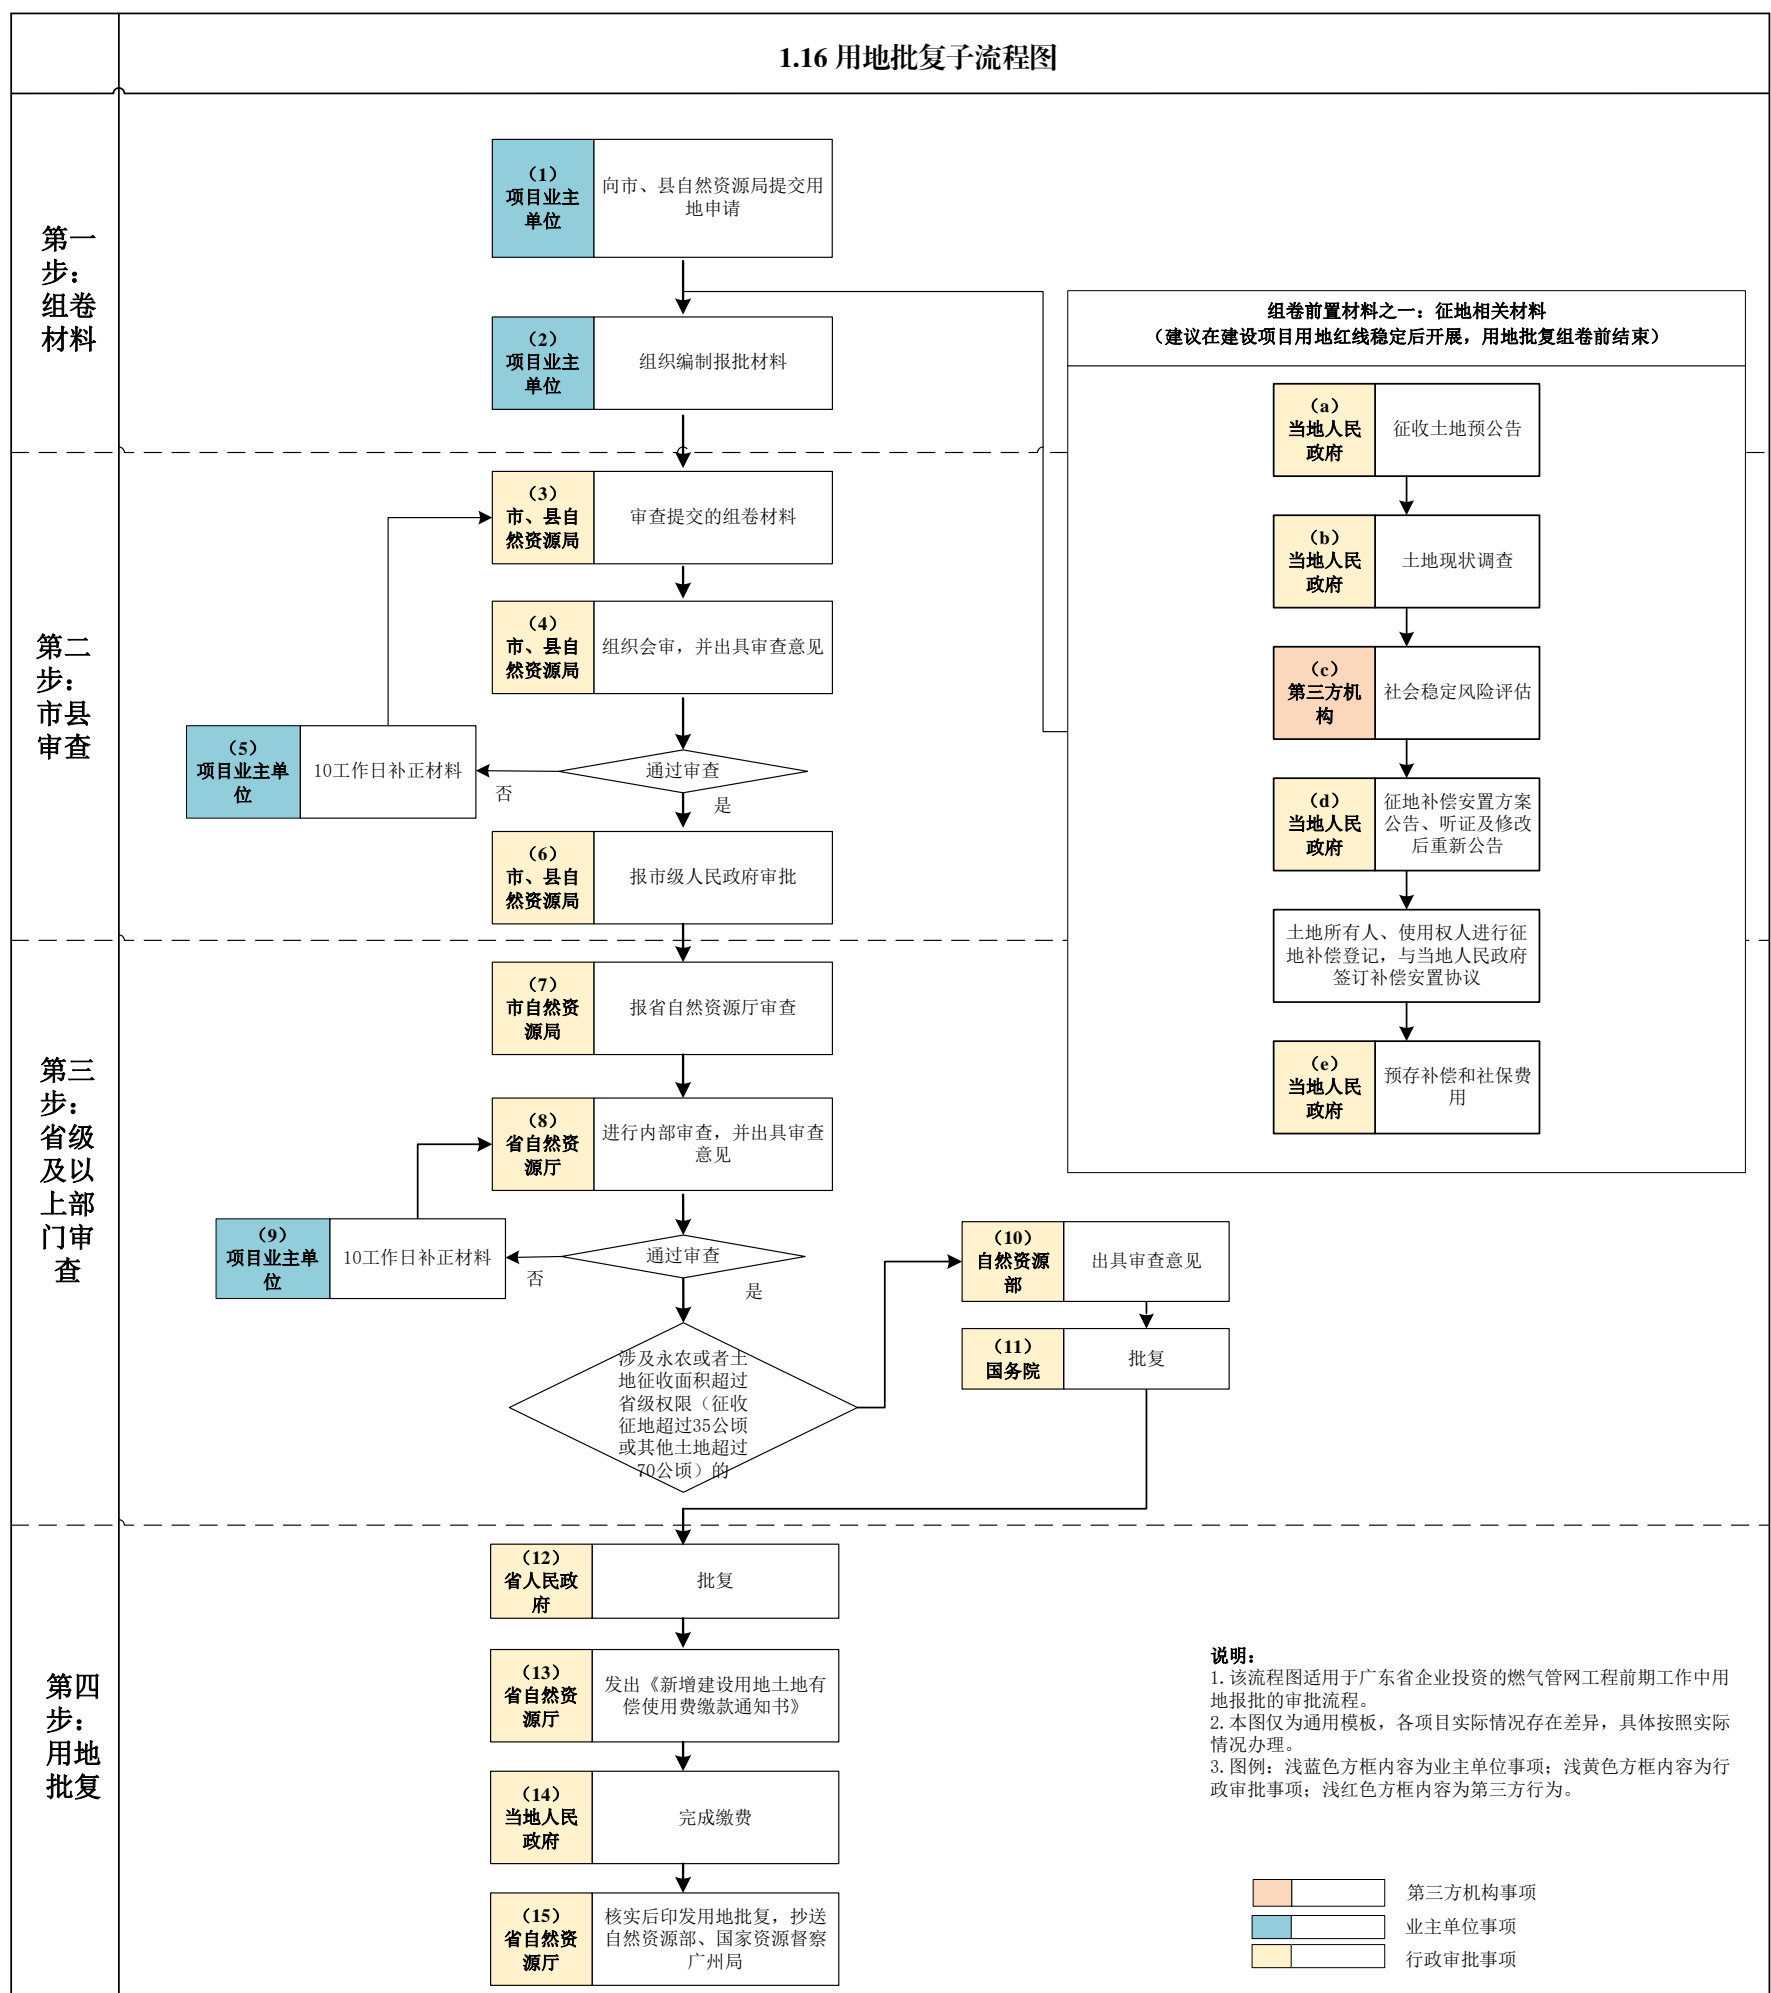 1.16 用地批复子流程图
第一
步：
组卷
材料
（1）
项目业主
单位
向市、县自然资源局提交用
地申请
（2）
项目业主
单位
组织编制报批材料
组卷前置材料之一：征地相关材料
（建议在建设项目用地红线稳定后开展，用地批复组卷前结束）
（a）
当地人民
政府
征收土地预公告
（b）
当地人民
政府
土地现状调查
（c）
第三方机
构
社会稳定风险评估
（d）
当地人民
政府
征地补偿安置方案
公告、听证及修改
后重新公告
土地所有人、使用权人进行征
地补偿登记，与当地人民政府
签订补偿安置协议
（e）
当地人民
政府
预存补偿和社保费
用
第二
步：
市县
审查
（3）
市、县自
然资源局
审查提交的组卷材料
（4）
市、县自
然资源局
组织会审，并出具审查意见
通过审查
否
是
（5）
项目业主单
位
10工作日补正材料
（6）
市、县自
然资源局
报市级人民政府审批
第三
步：
省级
及以
上部
门审
查
（7）
市自然资
源局
报省自然资源厅审查
（8）
省自然资
源厅
进行内部审查，并出具审查
意见
通过审查
否
是
（9）
项目业主单
位
10工作日补正材料
涉及永农或者土
地征收面积超过
省级权限（征收
征地超过35公顷
或其他土地超过
70公顷）的
（10）
自然资源
部
出具审查意见
（11）
国务院
批复
第四
步：
用地
批复
（12）
省人民政
府
批复
（13）
省自然资
源厅
发出《新增建设用地土地有
偿使用费缴款通知书》
（14）
当地人民
政府
完成缴费
（15）
省自然资
源厅
核实后印发用地批复，抄送
自然资源部、国家资源督察
广州局
说明：
1.该流程图适用于广东省企业投资的燃气管网工程前期工作中用
地报批的审批流程。
2.本图仅为通用模板，各项目实际情况存在差异，具体按照实际
情况办理。
3.图例：浅蓝色方框内容为业主单位事项；浅黄色方框内容为行
政审批事项；浅红色方框内容为第三方行为。
第三方机构事项
业主单位事项
行政审批事项